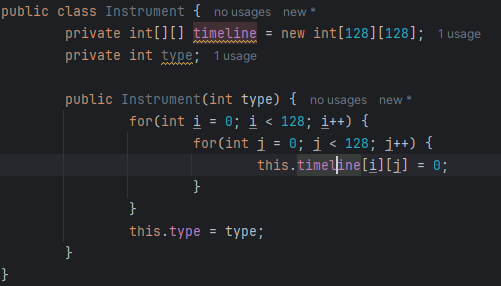 public class Instrument {  no usages  new *
        private int[][] timeline = new int[128][128];  1 usage
        private int type;  1 usage

        public Instrument(int type) {  no usages  new *
                for(int i = 0; i < 128; i++) {
                        for(int j = 0; j < 128; j++) {
                                this.timeline[i][j] = 0;
                        }
                }
                this.type = type;
        }
}